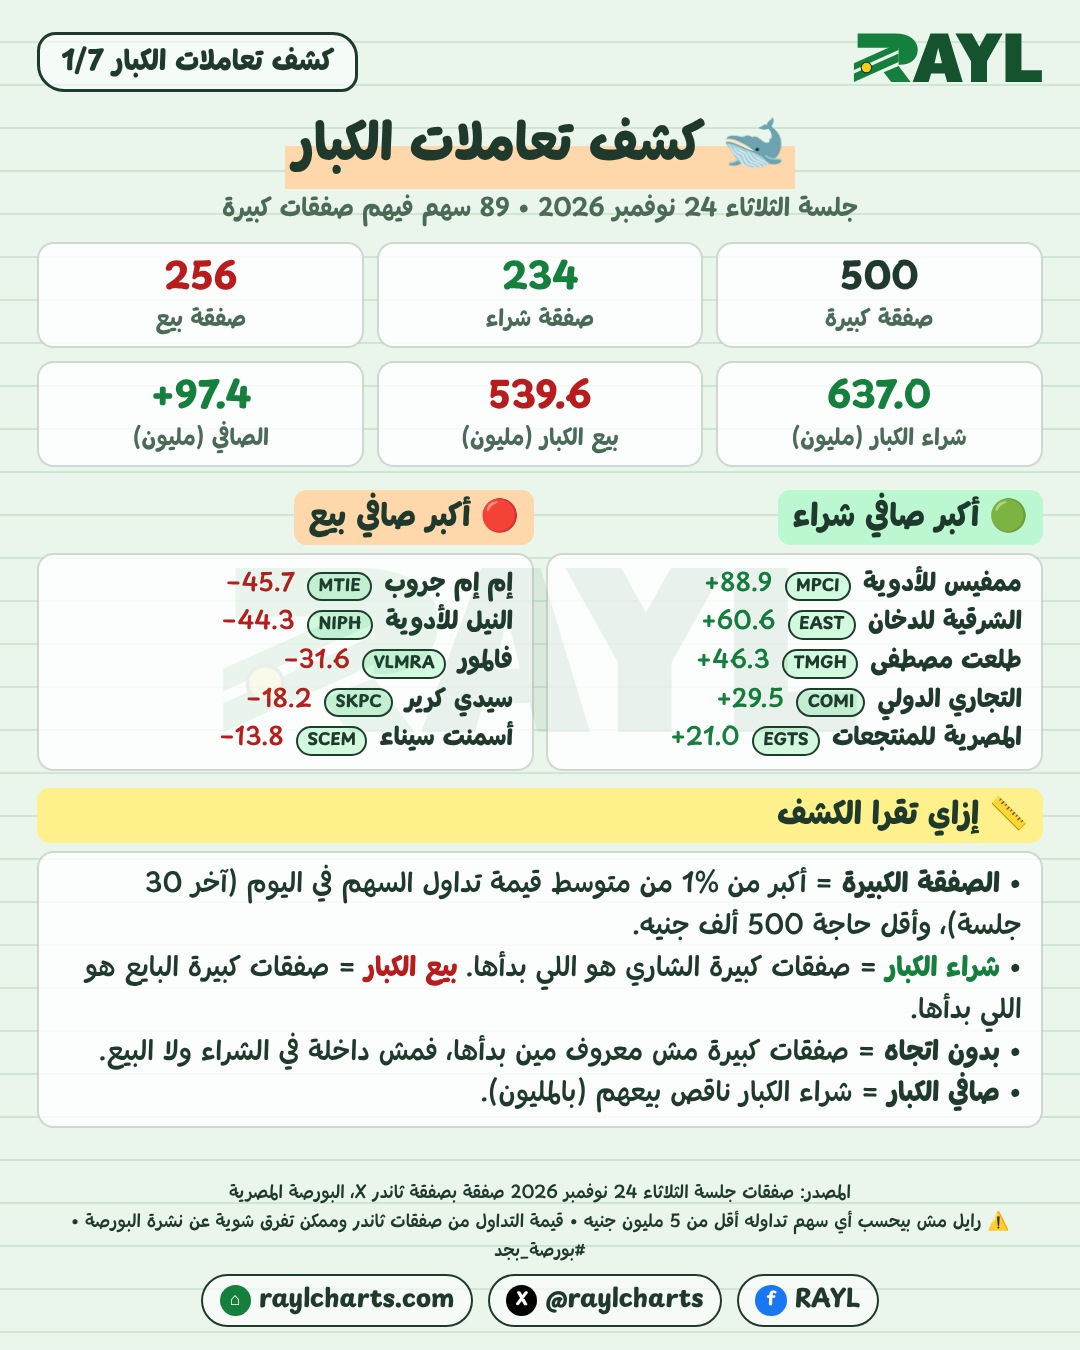 RAYL
كشف تعاملات الكبار 1/7
كشف تعاملات الكبار
جلسة الثلاثاء 24 نوفمبر 2026 • 89 سهم فيهم صفقات كبيرة
500
صفقة كبيرة
234
صفقة شراء
256
صفقة بيع
637.0
شراء الكبار (مليون)
539.6
بيع الكبار (مليون)
+97.4
الصافي (مليون)
🟢 أكبر صافي شراء
ممفيس للأدوية MPCI +88.9
الشرقية للدخان EAST +60.6
طلعت مصطفى TMGH +46.3
التجاري الدولي COMI +29.5
المصرية للمنتجعات EGTS +21.0
🔴 أكبر صافي بيع
إم إم جروب MTIE −45.7
النيل للأدوية NIPH −44.3
فالمور VLMRA −31.6
سيدي كرير SKPC −18.2
أسمنت سيناء SCEM −13.8
📏 إزاي تقرا الكشف
• الصفقة الكبيرة = أكبر من 1% من متوسط قيمة تداول السهم في اليوم (آخر 30
جلسة)، وأقل حاجة 500 ألف جنيه.
• شراء الكبار = صفقات كبيرة الشاري هو اللي بدأها. بيع الكبار = صفقات كبيرة البايع هو
اللي بدأها.
• بدون اتجاه = صفقات كبيرة مش معروف مين بدأها، فمش داخلة في الشراء ولا البيع.
• صافي الكبار = شراء الكبار ناقص بيعهم (بالمليون).
المصدر: صفقات جلسة الثلاثاء 24 نوفمبر 2026 صفقة بصفقة ثاندر X، البورصة المصرية
⚠️ رايل مش بيحسب أي سهم تداوله أقل من 5 مليون جنيه • قيمة التداول من صفقات ثاندر وممكن تفرق شوية عن نشرة البورصة •
#بورصة_بجد
RAYL
@raylcharts
raylcharts.com